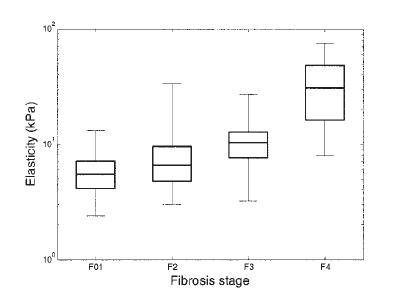 10²
10¹
10⁰
Elasticity (kPa)
F01 F2 F3 F4
Fibrosis stage